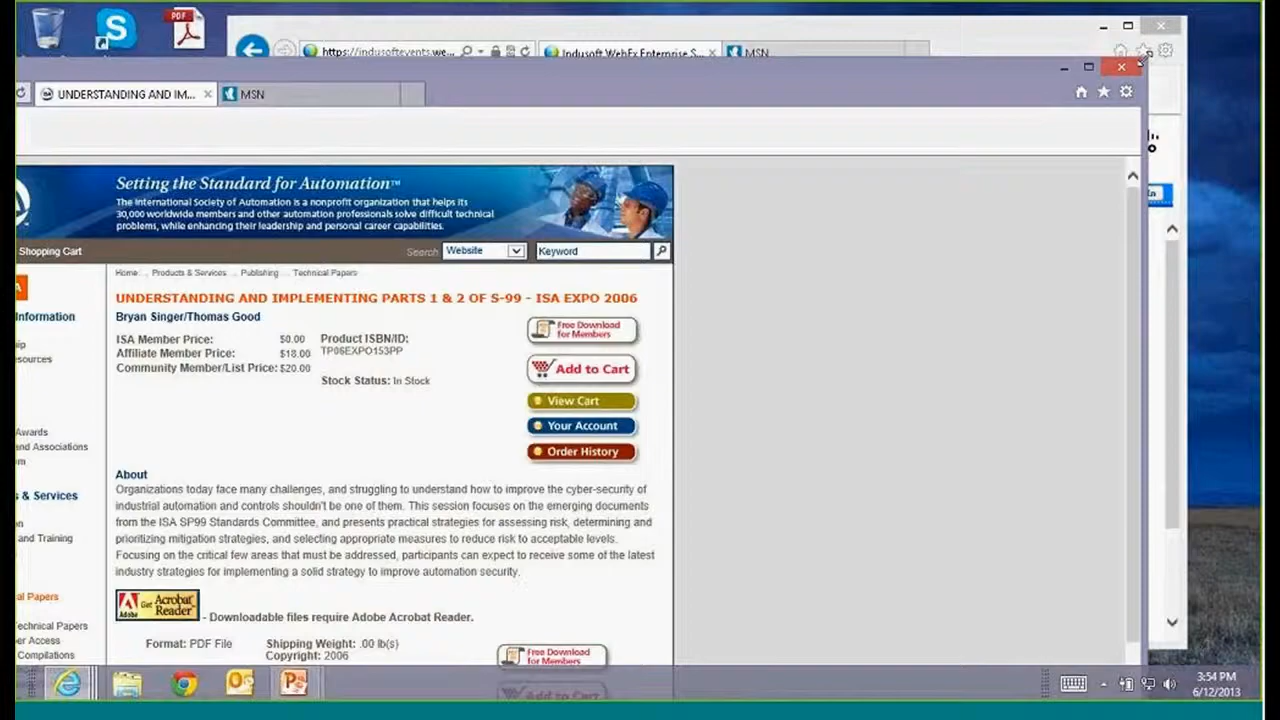 PDF
https://indusoftevents.we...
Indusoft WebEx Enterprise S...
MSN
UNDERSTANDING AND IM...
MSN
Setting the Standard for Automation™
The International Society of Automation is a nonprofit organization that helps its
30,000 worldwide members and other automation professionals solve difficult technical
problems, while enhancing their leadership and personal career capabilities.
Shopping Cart
Search
Website
Keyword
Home
Products & Services
Publishing
Technical Papers
UNDERSTANDING AND IMPLEMENTING PARTS 1 & 2 OF S-99 - ISA EXPO 2006
Bryan Singer/Thomas Good
Information
ISA Member Price: $0.00
Affiliate Member Price: $18.00
Community Member/List Price: $20.00
Product ISBN/ID:
TP06EXPO153PP
Stock Status: In Stock
Free Download
for Members
Add to Cart
View Cart
Your Account
Order History
esources
Awards
and Associations
s & Services
and Training
al Papers
echnical Papers
er Access
Compilations
About
Organizations today face many challenges, and struggling to understand how to improve the cyber-security of
industrial automation and controls shouldn't be one of them. This session focuses on the emerging documents
from the ISA SP99 Standards Committee, and presents practical strategies for assessing risk, determining and
prioritizing mitigation strategies, and selecting appropriate measures to reduce risk to acceptable levels.
Focusing on the critical few areas that must be addressed, participants can expect to receive some of the latest
industry strategies for implementing a solid strategy to improve automation security.
Get Acrobat
Reader
Adobe
- Downloadable files require Adobe Acrobat Reader.
Format: PDF File
Shipping Weight: .00 lb(s)
Copyright: 2006
Free Download
for Members
Add to Cart
3:54 PM
6/12/2013